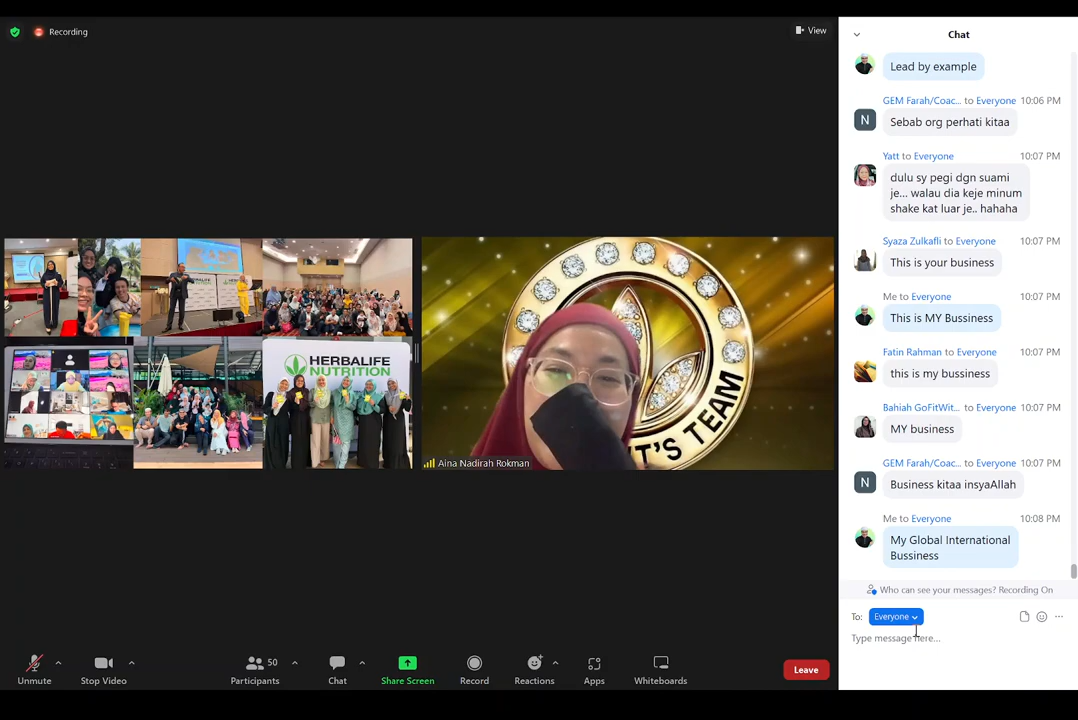 Recording
View
HERBALIFE
NUTRITION
IT'S TEAM
Aina Nadirah Rokman
Chat
Lead by example
GEM Farah/Coac... to Everyone 10:06 PM
N
Sebab org perhati kitaa
Yatt to Everyone 10:07 PM
dulu sy pegi dgn suami
je... walau dia keje minum
shake kat luar je.. hahaha
Syaza Zulkafli to Everyone 10:07 PM
This is your business
Me to Everyone 10:07 PM
This is MY Bussiness
Fatin Rahman to Everyone 10:07 PM
this is my bussiness
Bahiah GoFitWit... to Everyone 10:07 PM
MY business
GEM Farah/Coac... to Everyone 10:07 PM
N
Business kitaa insyaAllah
Me to Everyone 10:08 PM
My Global International
Bussiness
Who can see your messages? Recording On
To: Everyone
Type message here...
Unmute
Stop Video
50
Participants
Chat
Share Screen
Record
Reactions
Apps
Whiteboards
Leave